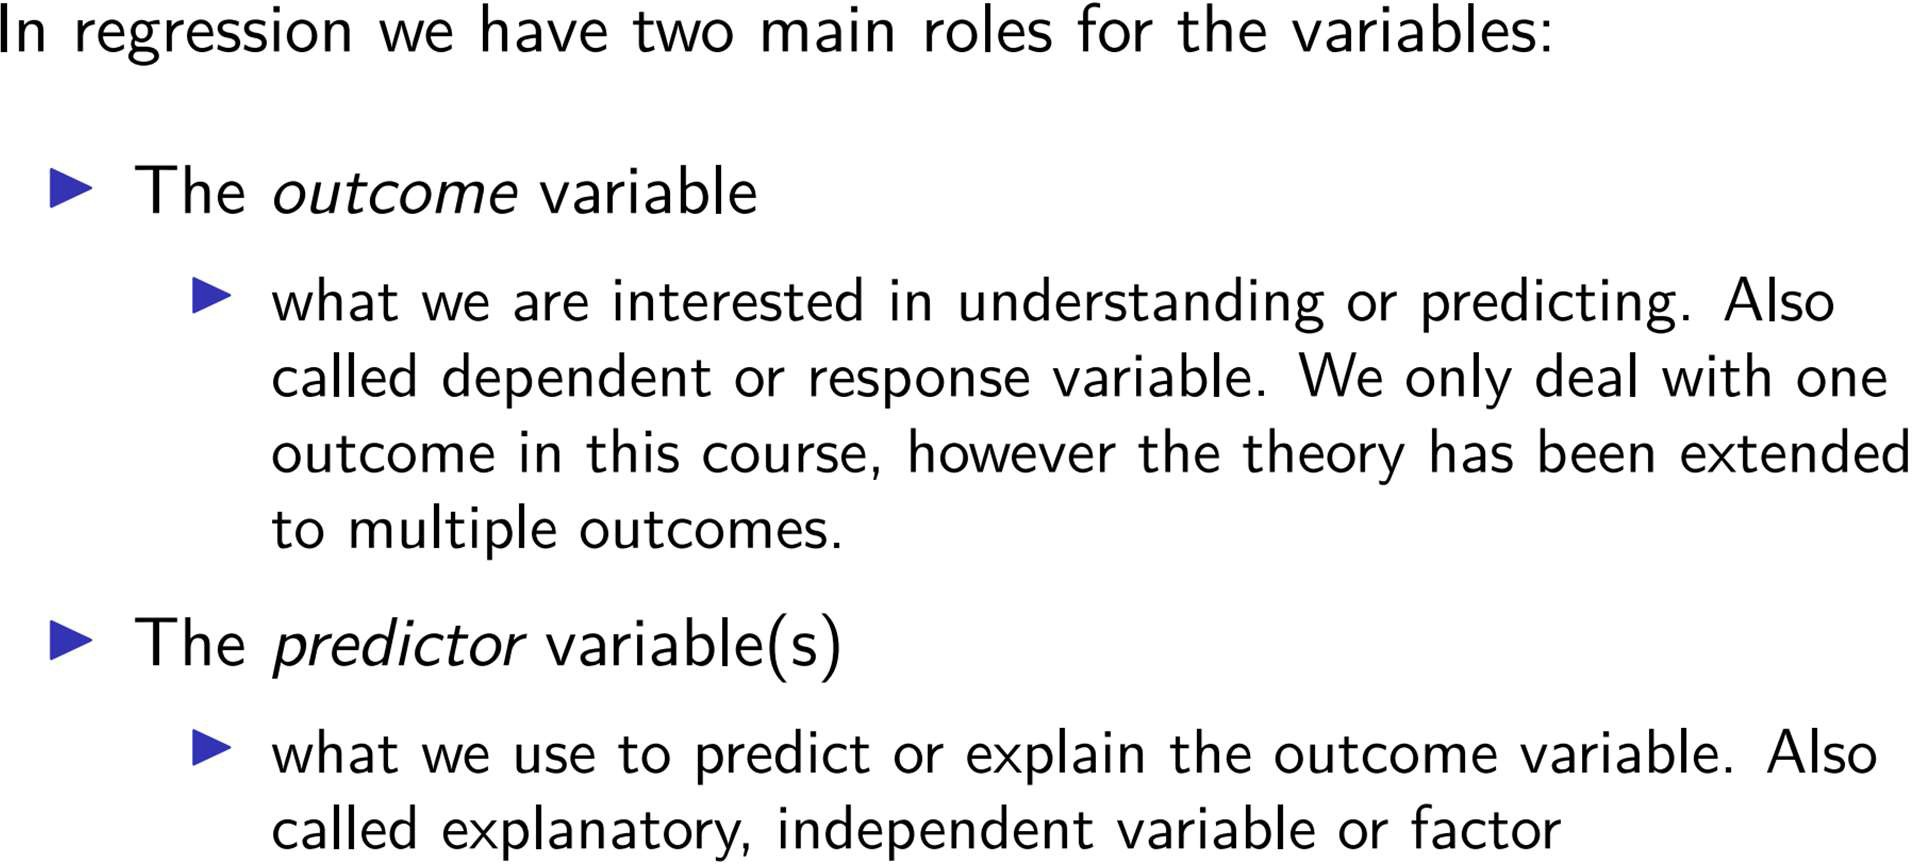 In regression we have two main roles for the variables:
The outcome variable
what we are interested in understanding or predicting. Also
called dependent or response variable. We only deal with one
outcome in this course, however the theory has been extended
to multiple outcomes.
The predictor variable(s)
what we use to predict or explain the outcome variable. Also
called explanatory, independent variable or factor